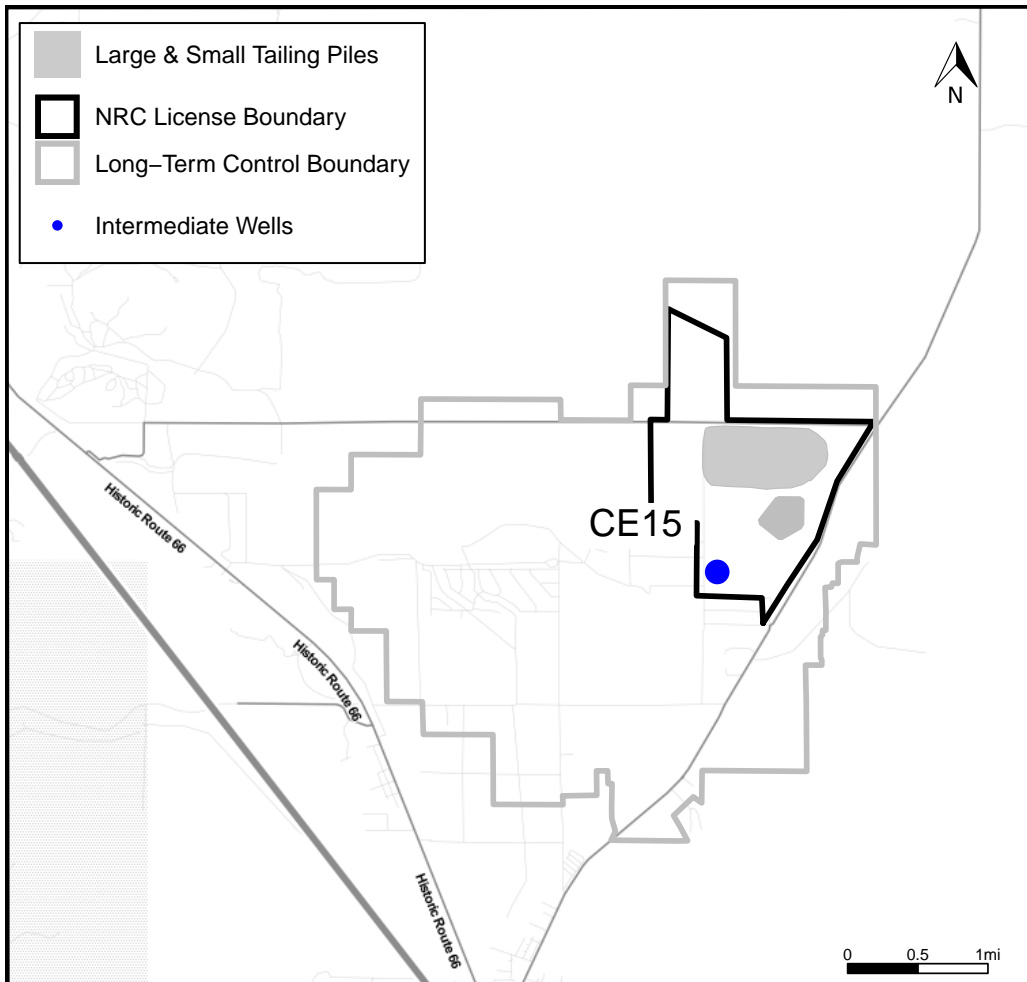 Large & Small Tailing Piles
NRC License Boundary
Long−Term Control Boundary
Intermediate Wells
N
CE15
Historic Route 66
Historic Route 66
Historic Route 66
0 0.5 1mi